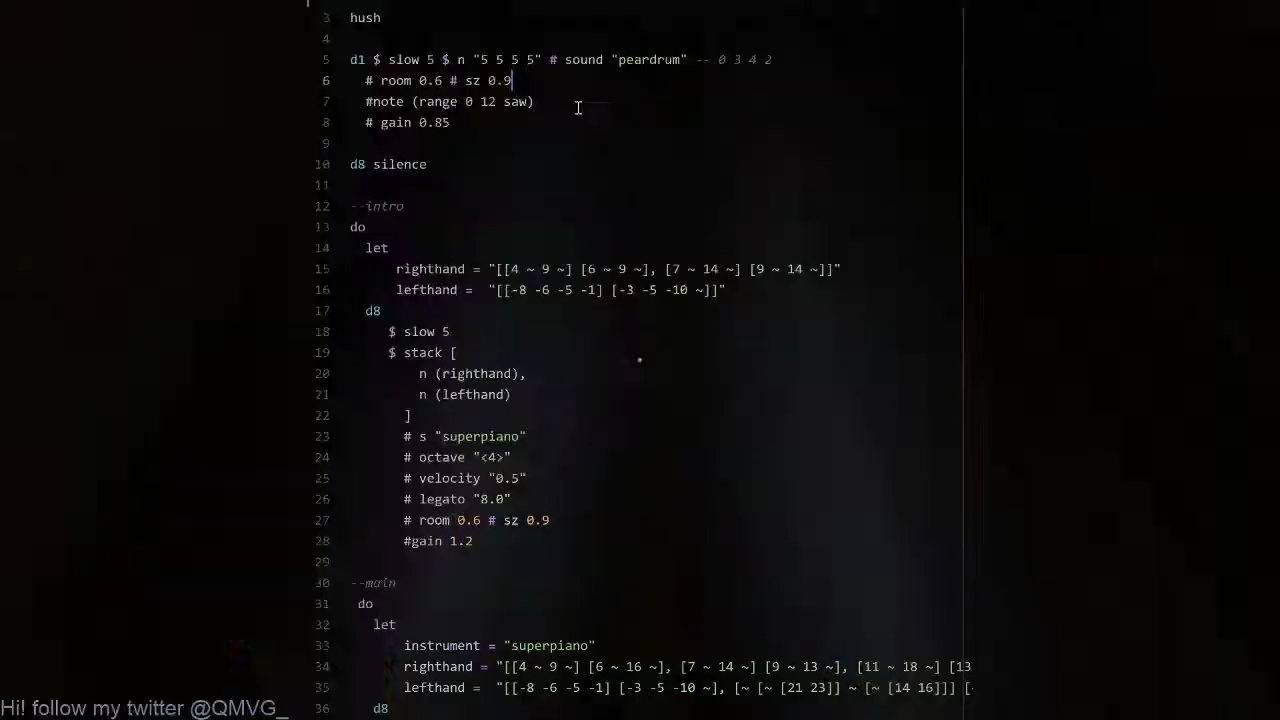 3 hush
4
5 d1 $ slow 5 $ n "5 5 5 5" # sound "peardrum" -- 0 3 4 2
6 # room 0.6 # sz 0.9
7 #note (range 0 12 saw)
8 # gain 0.85
9
10 d8 silence
11
12 --intro
13 do
14 let
15 righthand = "[[4 ~ 9 ~] [6 ~ 9 ~], [7 ~ 14 ~] [9 ~ 14 ~]]"
16 lefthand = "[[-8 -6 -5 -1] [-3 -5 -10 ~]]"
17 d8
18 $ slow 5
19 $ stack [
20 n (righthand),
21 n (lefthand)
22 ]
23 # s "superpiano"
24 # octave "<4>"
25 # velocity "0.5"
26 # legato "8.0"
27 # room 0.6 # sz 0.9
28 #gain 1.2
29
30 --main
31 do
32 let
33 instrument = "superpiano"
34 righthand = "[[4 ~ 9 ~] [6 ~ 16 ~], [7 ~ 14 ~] [9 ~ 13 ~], [11 ~ 18 ~] [13
35 lefthand = "[[-8 -6 -5 -1] [-3 -5 -10 ~], [~ [~ [21 23]] ~ [~ [14 16]]] [-
36 d8
Hi! follow my twitter @QMVG_